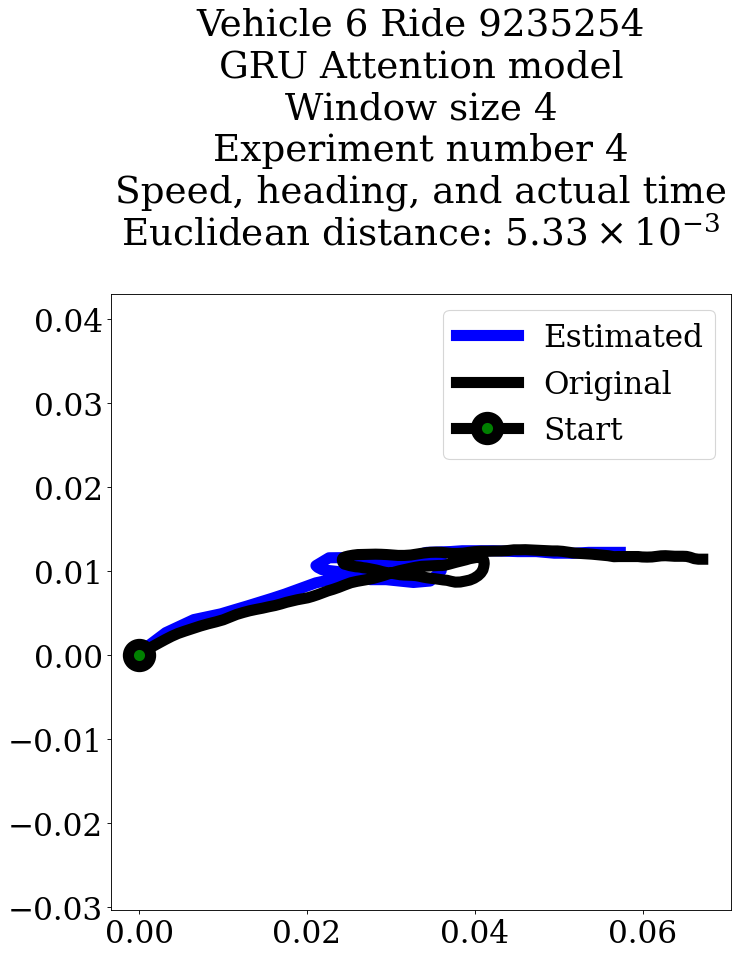 Vehicle 6 Ride 9235254
GRU Attention model
Window size 4
Experiment number 4
Speed, heading, and actual time
Euclidean distance: 5.33 × 10⁻³
Estimated
Original
Start
0.04
0.03
0.02
0.01
0.00
−0.01
−0.02
−0.03
0.00 0.02 0.04 0.06